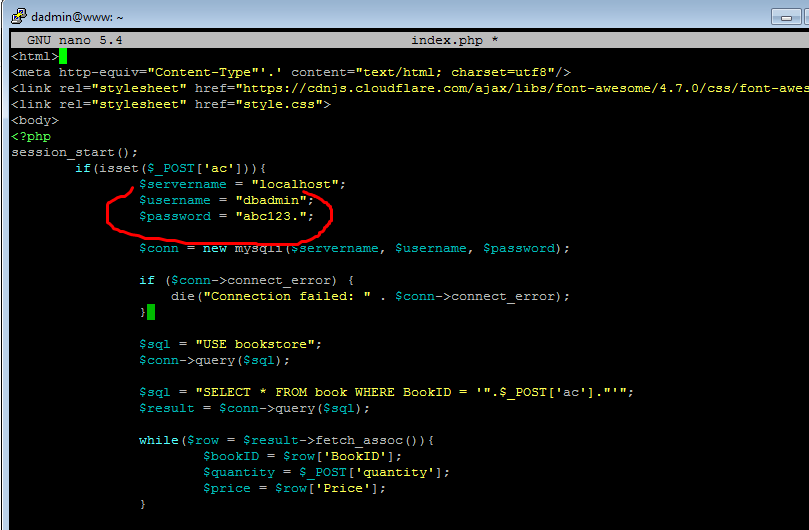 dadmin@www: ~
GNU nano 5.4 index.php *
<html>
<meta http-equiv="Content-Type"'.' content="text/html; charset=utf8"/>
<link rel="stylesheet" href="https://cdnjs.cloudflare.com/ajax/libs/font-awesome/4.7.0/css/font-awes
<link rel="stylesheet" href="style.css">
<body>
<?php
session_start();
if(isset($_POST['ac'])){
$servername = "localhost";
$username = "dbadmin";
$password = "abc123.";
$conn = new mysqli($servername, $username, $password);
if ($conn->connect_error) {
die("Connection failed: " . $conn->connect_error);
}
$sql = "USE bookstore";
$conn->query($sql);
$sql = "SELECT * FROM book WHERE BookID = '".$_POST['ac']."'";
$result = $conn->query($sql);
while($row = $result->fetch_assoc()){
$bookID = $row['BookID'];
$quantity = $_POST['quantity'];
$price = $row['Price'];
}